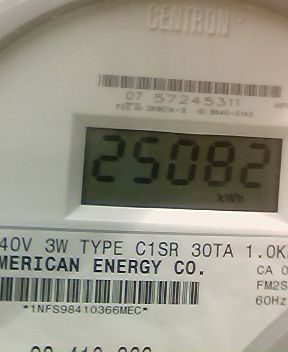 CENTRON
07 57245311
25082
kWh
40V 3W TYPE C1SR 30TA 1.0K
MERICAN ENERGY CO.
CA 0
FM2S
60Hz
*1NFS98410366MEC*